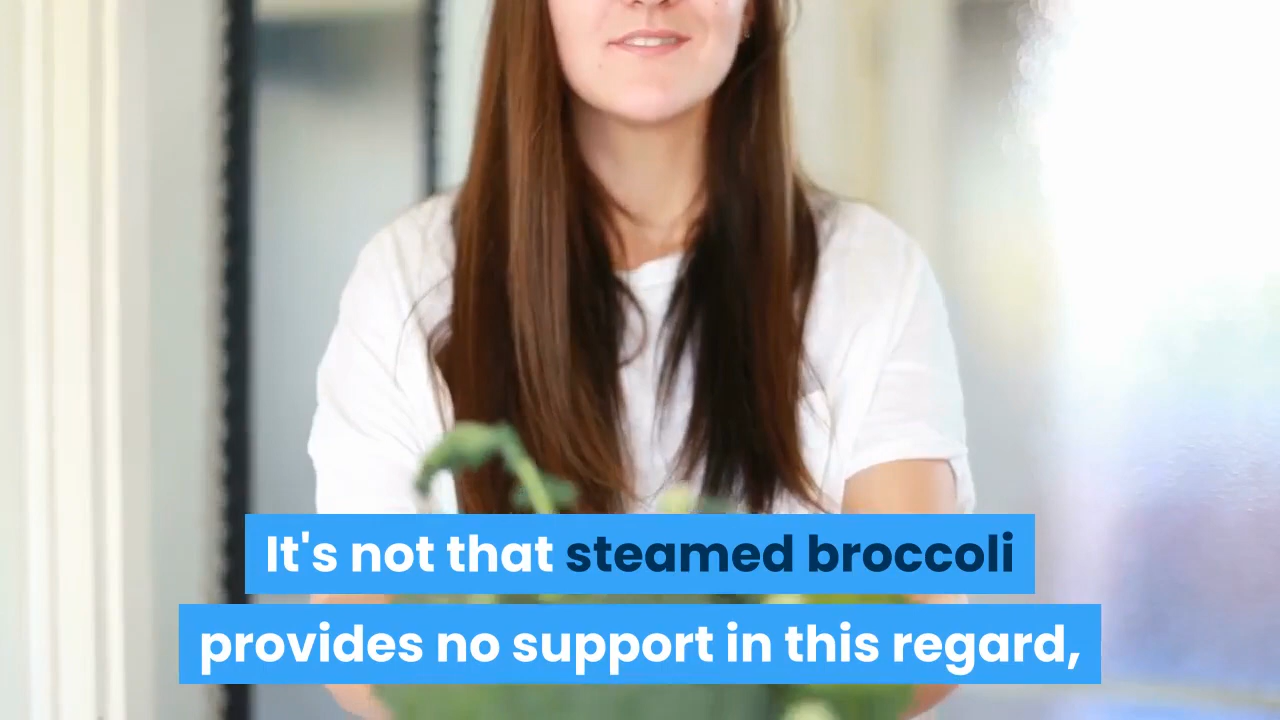 It's not that steamed broccoli
provides no support in this regard,